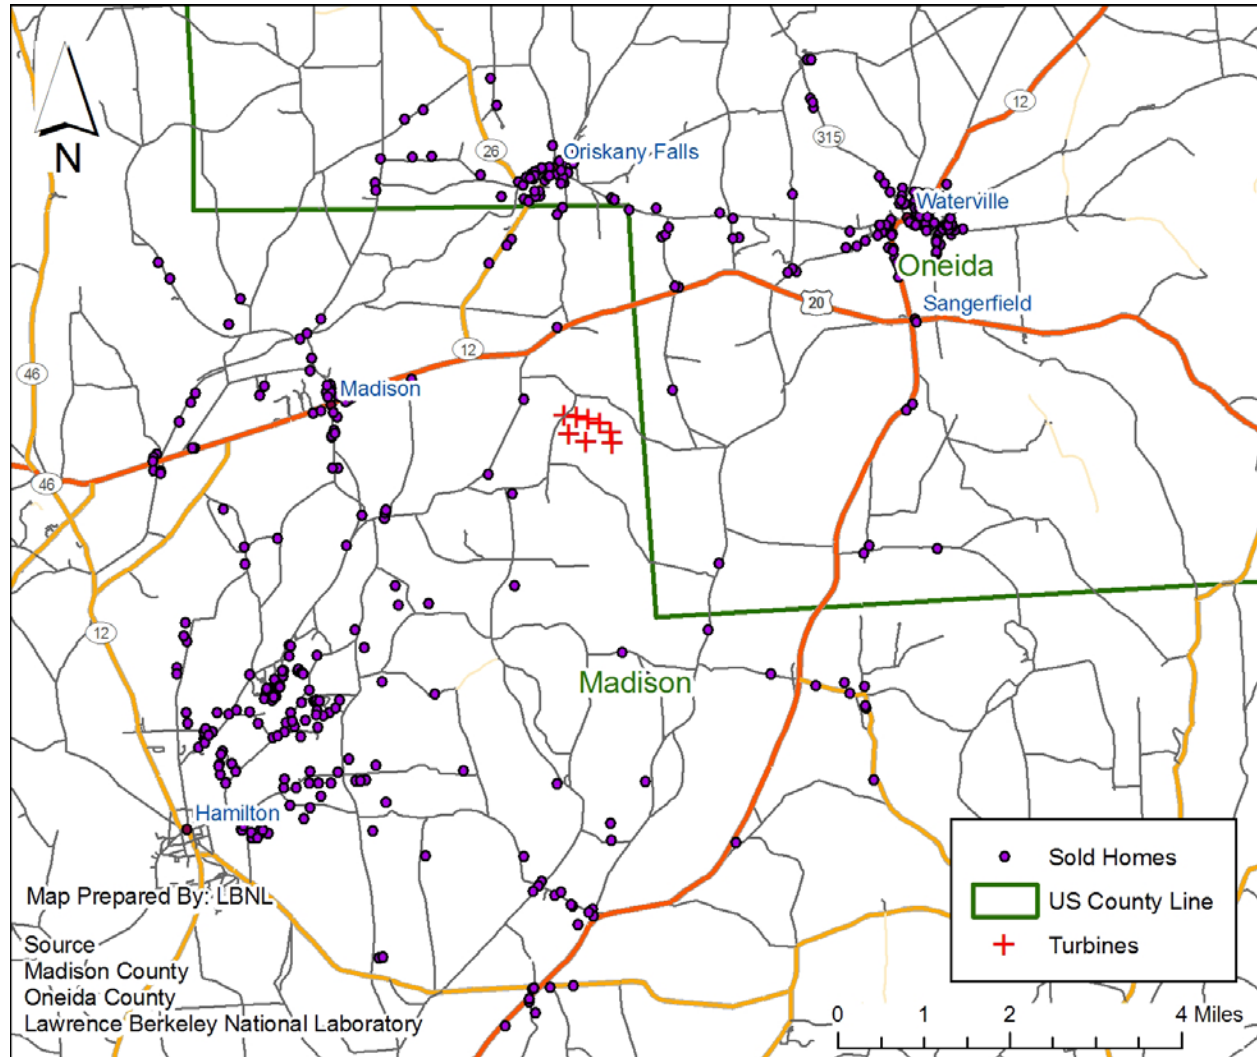 12
315
26
Oriskany Falls
N
Waterville
Oneida
20
Sangerfield
12
46
Madison
46
12
Madison
Hamilton
Map Prepared By: LBNL
Source
Madison County
Oneida County
Lawrence Berkeley National Laboratory
Sold Homes
US County Line
Turbines
0 1 2 4 Miles